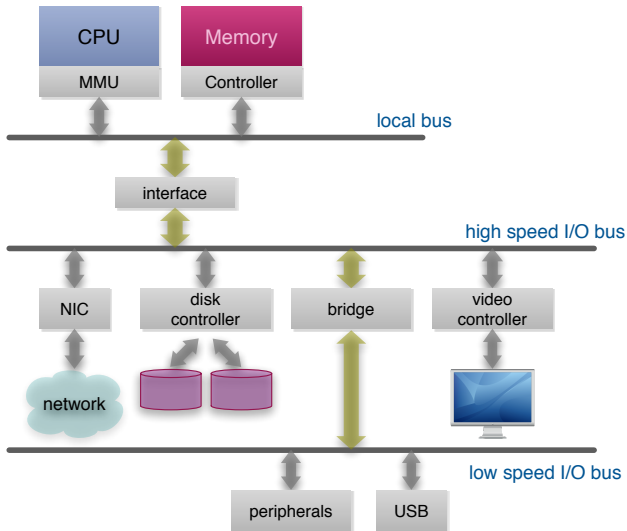 CPU
Memory
MMU
Controller
local bus
interface
high speed I/O bus
NIC
disk
controller
bridge
video
controller
network
low speed I/O bus
peripherals
USB